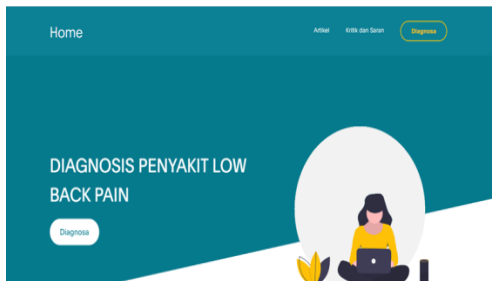 Home
Artikel
Kritik dan Saran
Diagnosa
DIAGNOSIS PENYAKIT LOW
BACK PAIN
Diagnosa